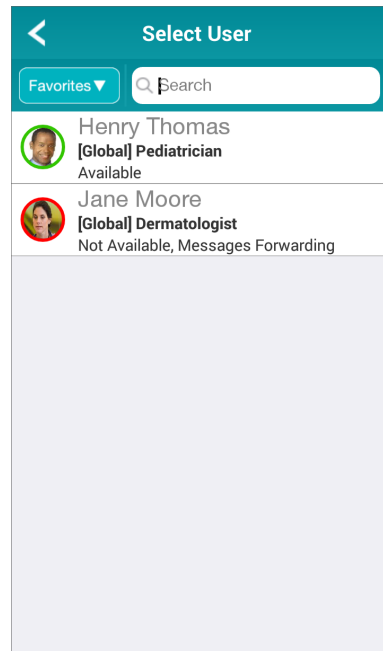 Select User
Favorites▼
Search
Henry Thomas
[Global] Pediatrician
Available
Jane Moore
[Global] Dermatologist
Not Available, Messages Forwarding